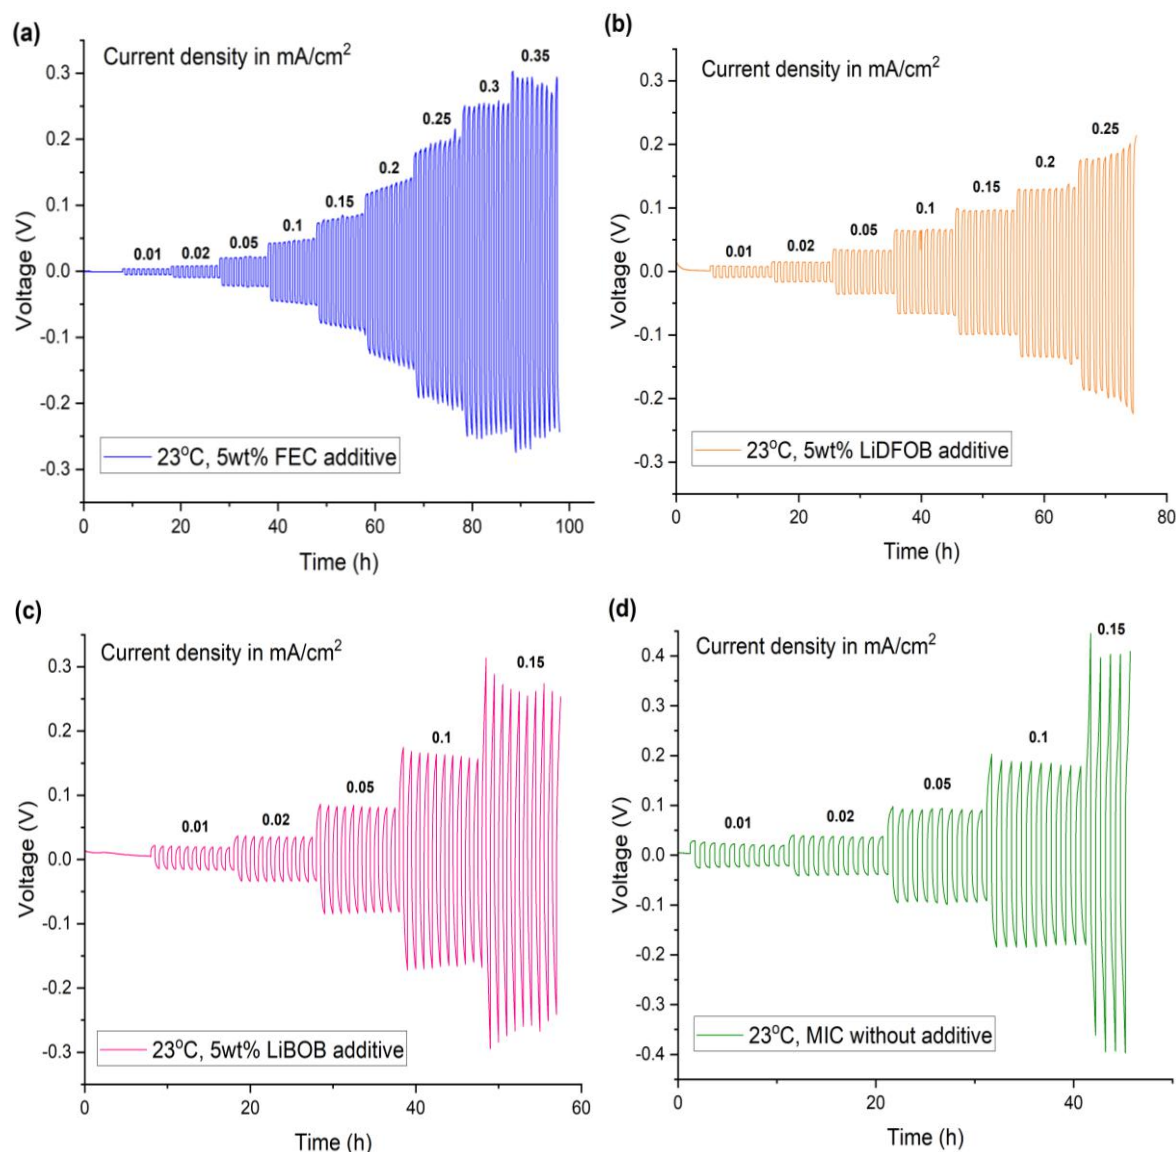 (a)
Current density in mA/cm²
0.35
0.3
0.3
0.25
0.2
0.2
0.15
0.1
0.1
0.05
0.02
0.01
0.0
-0.1
-0.2
-0.3
Voltage (V)
23°C, 5wt% FEC additive
0 20 40 60 80 100
Time (h)
(b)
Current density in mA/cm²
0.3
0.25
0.2
0.2
0.15
0.1
0.1
0.05
0.02
0.01
0.0
-0.1
-0.2
-0.3
Voltage (V)
23°C, 5wt% LiDFOB additive
0 20 40 60 80
Time (h)
(c)
Current density in mA/cm²
0.3
0.15
0.2
0.1
0.1
0.05
0.02
0.01
0.0
-0.1
-0.2
-0.3
Voltage (V)
23°C, 5wt% LiBOB additive
0 20 40 60
Time (h)
(d)
Current density in mA/cm²
0.15
0.4
0.3
0.1
0.2
0.05
0.1
0.02
0.01
0.0
-0.1
-0.2
-0.3
-0.4
Voltage (V)
23°C, MIC without additive
0 20 40
Time (h)